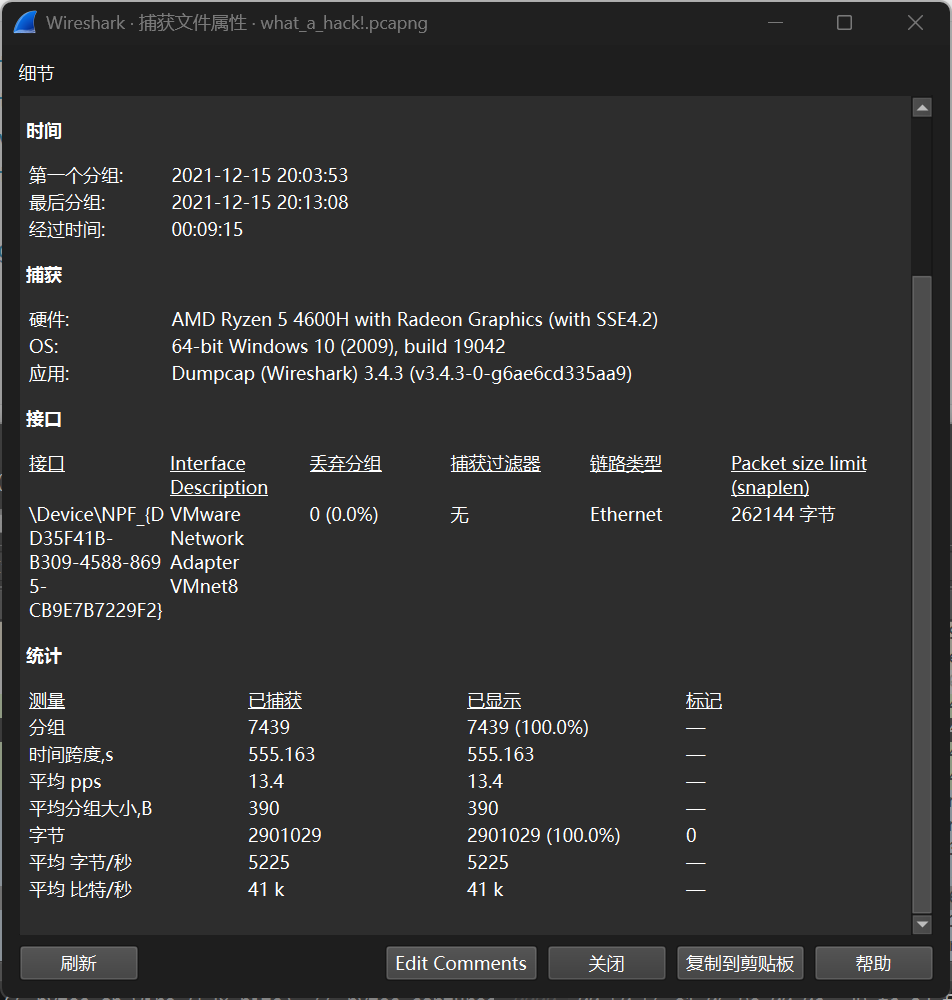 Wireshark · 捕获文件属性 · what_a_hack!.pcapng
细节
时间
第一个分组: 2021-12-15 20:03:53
最后分组: 2021-12-15 20:13:08
经过时间: 00:09:15
捕获
硬件: AMD Ryzen 5 4600H with Radeon Graphics (with SSE4.2)
OS: 64-bit Windows 10 (2009), build 19042
应用: Dumpcap (Wireshark) 3.4.3 (v3.4.3-0-g6ae6cd335aa9)
接口
接口 Interface 丢弃分组 捕获过滤器 链路类型 Packet size limit
Description (snaplen)
\Device\NPF_{D VMware 0 (0.0%) 无 Ethernet 262144 字节
D35F41B- Network
B309-4588-869 Adapter
5- VMnet8
CB9E7B7229F2}
统计
测量 已捕获 已显示 标记
分组 7439 7439 (100.0%) —
时间跨度,s 555.163 555.163 —
平均 pps 13.4 13.4 —
平均分组大小,B 390 390 —
字节 2901029 2901029 (100.0%) 0
平均 字节/秒 5225 5225 —
平均 比特/秒 41 k 41 k —
刷新 Edit Comments 关闭 复制到剪贴板 帮助